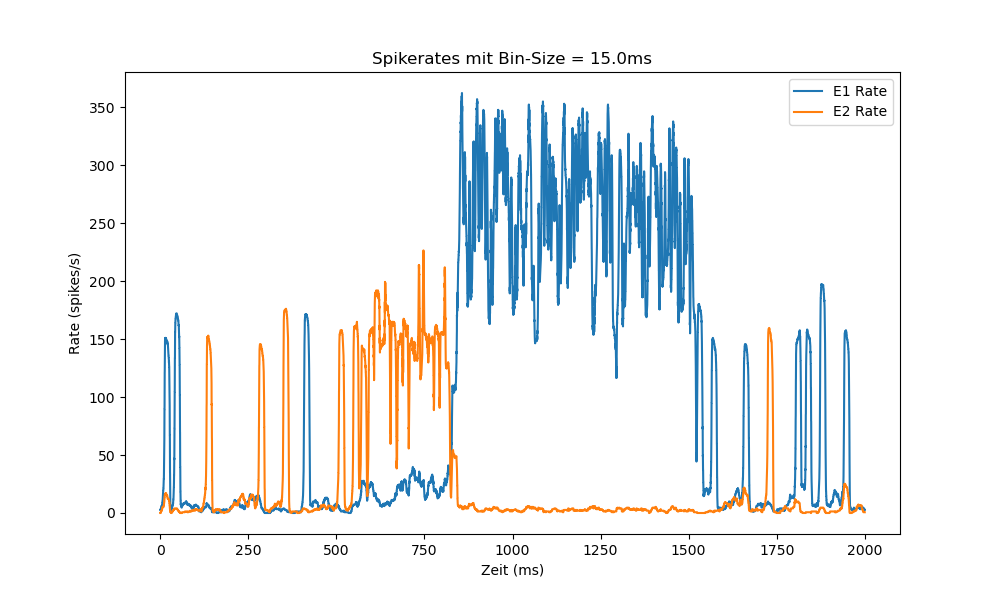 Spikerates mit Bin-Size = 15.0ms
E1 Rate
E2 Rate
Rate (spikes/s)
350
300
250
200
150
100
50
0
0 250 500 750 1000 1250 1500 1750 2000
Zeit (ms)